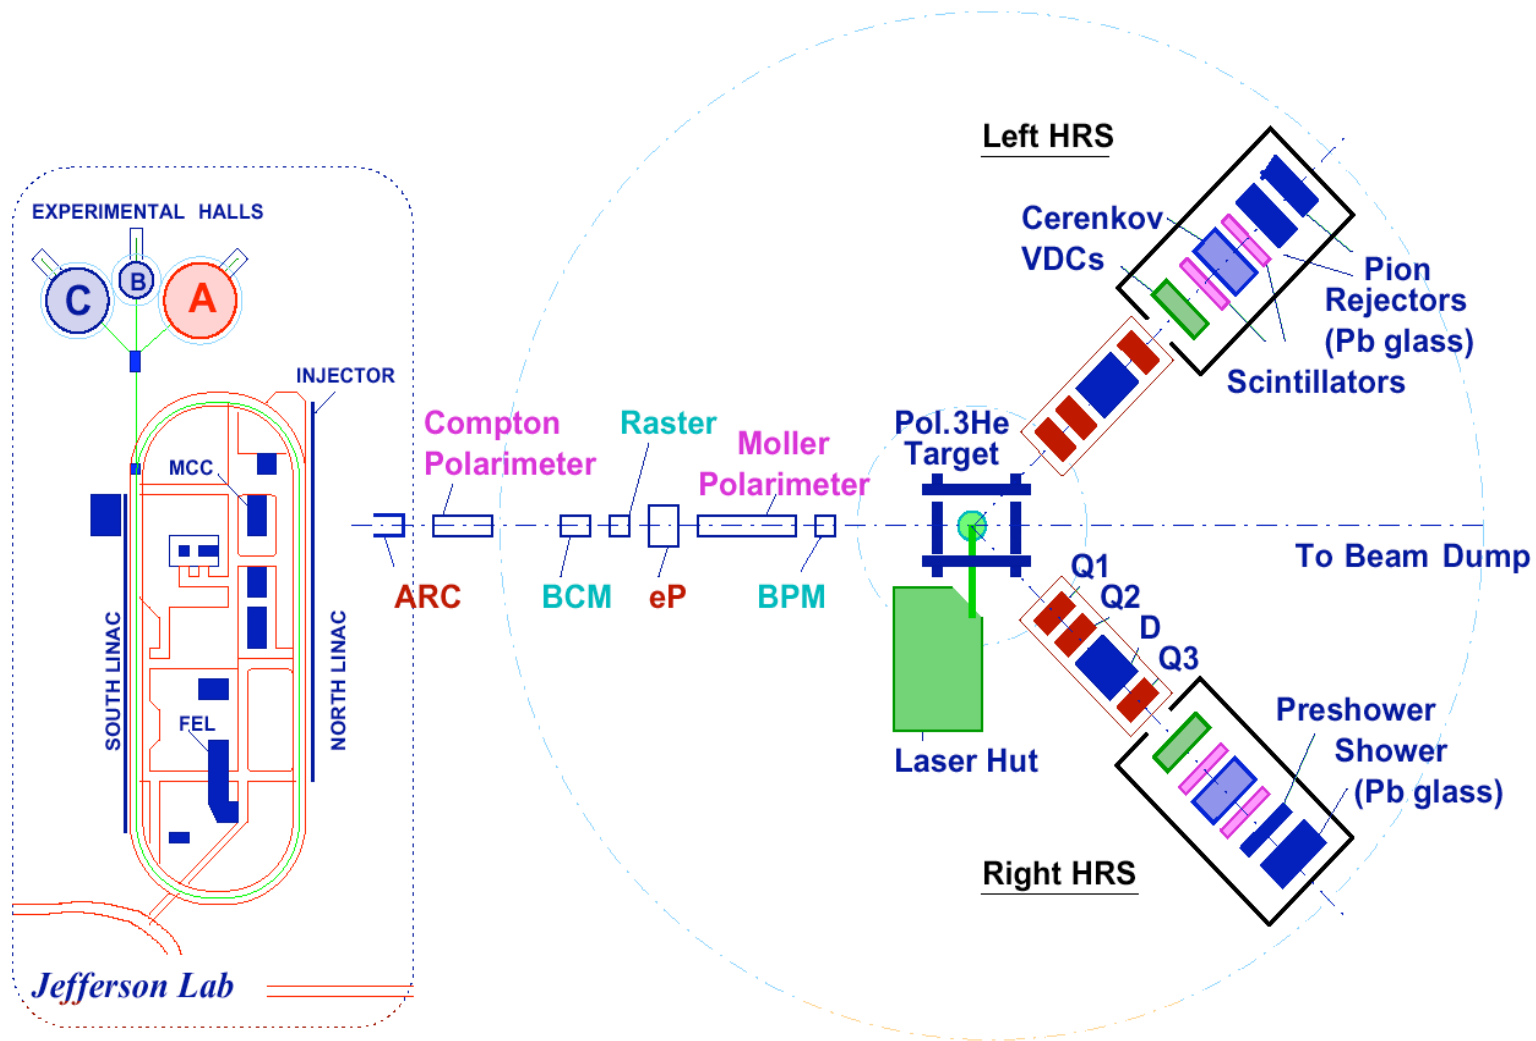 EXPERIMENTAL HALLS
C
B
A
INJECTOR
MCC
SOUTH LINAC
NORTH LINAC
FEL
Jefferson Lab
Compton
Polarimeter
Raster
Moller
Polarimeter
ARC
BCM
eP
BPM
Pol.3He
Target
Laser Hut
To Beam Dump
Left HRS
Cerenkov
VDCs
Pion
Rejectors
(Pb glass)
Scintillators
Q1
Q2
D
Q3
Preshower
Shower
(Pb glass)
Right HRS